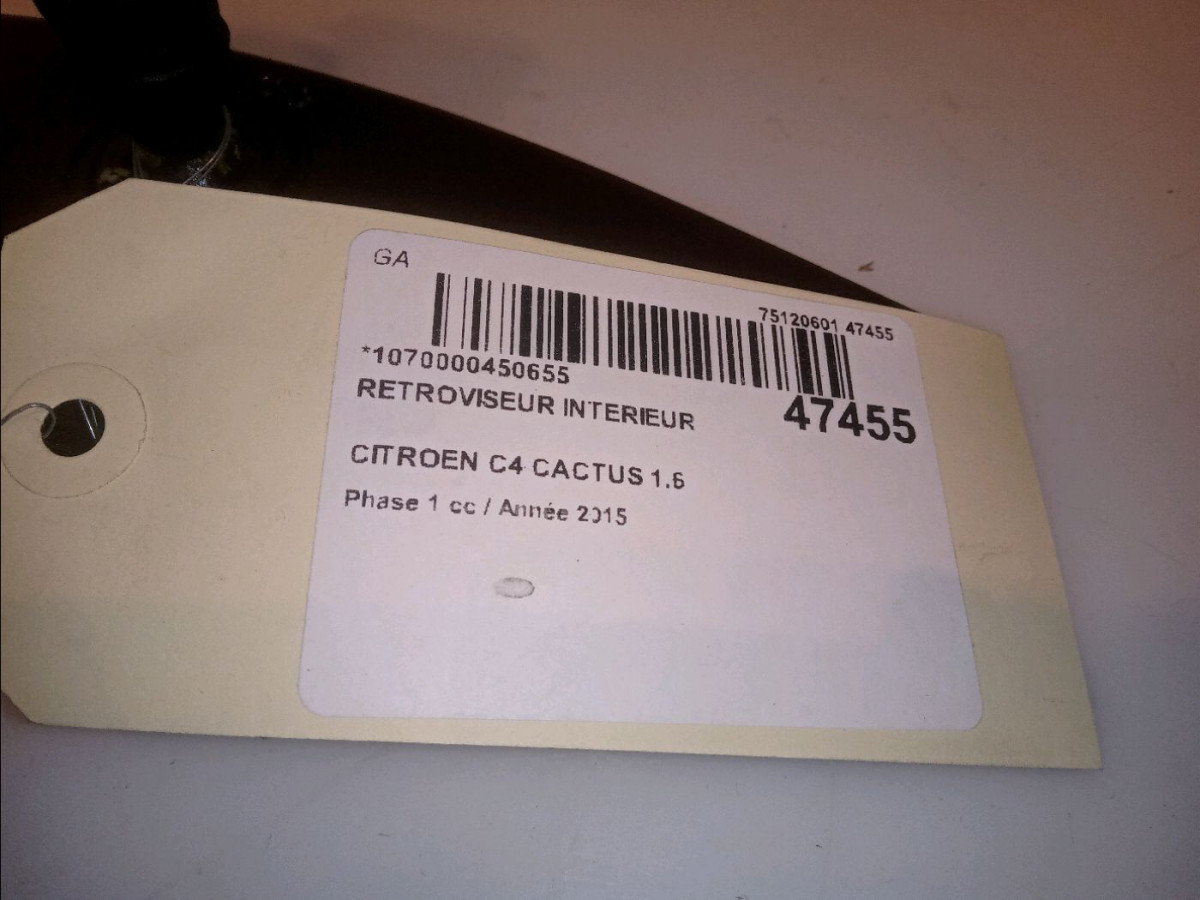 GA
75120601 47455
*1070000450655
RETROVISEUR INTERIEUR
47455
CITROEN C4 CACTUS 1.6
Phase 1 cc / Année 2015